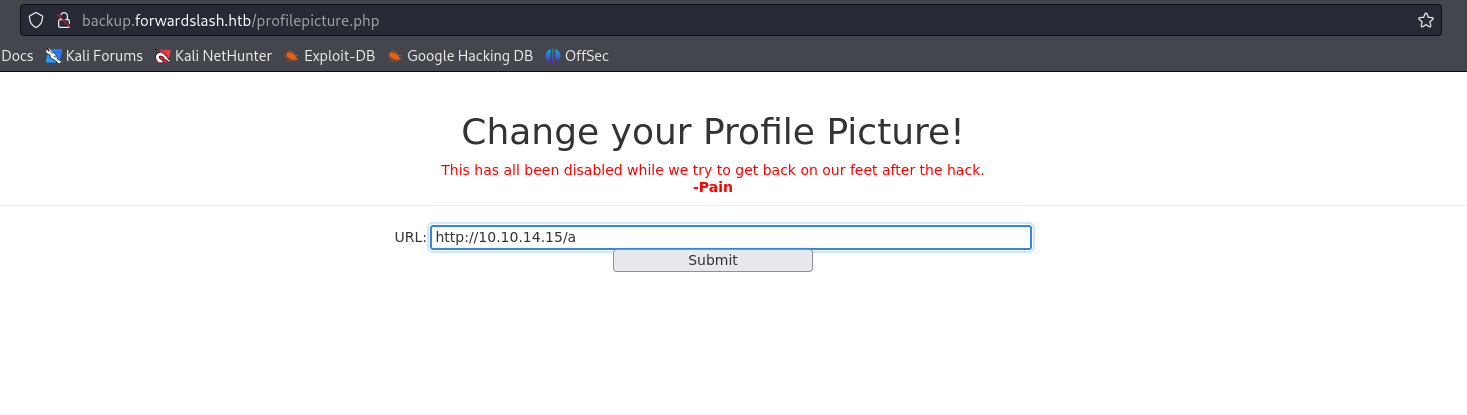 backup.forwardslash.htb/profilepicture.php
Docs Kali Forums Kali NetHunter Exploit-DB Google Hacking DB OffSec
Change your Profile Picture!
This has all been disabled while we try to get back on our feet after the hack.
-Pain
URL: http://10.10.14.15/a
Submit